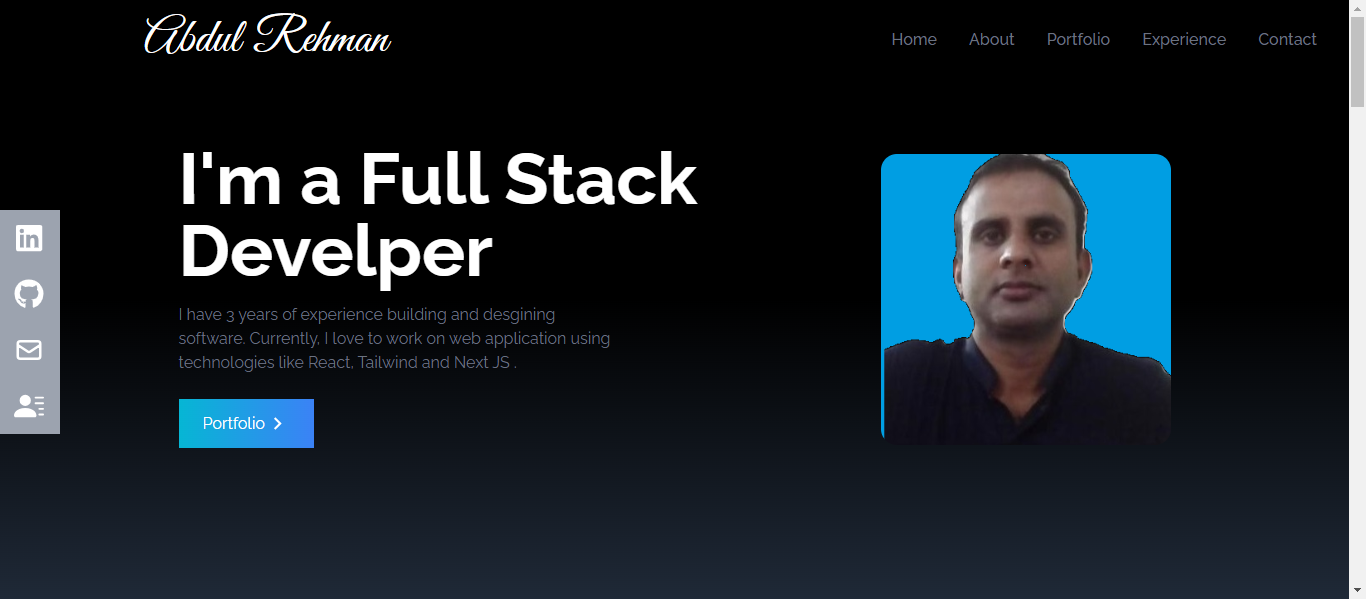 Abdul Rehman
Home About Portfolio Experience Contact
I'm a Full Stack
Develper
I have 3 years of experience building and desgining
software. Currently, I love to work on web application using
technologies like React, Tailwind and Next JS .
Portfolio
in